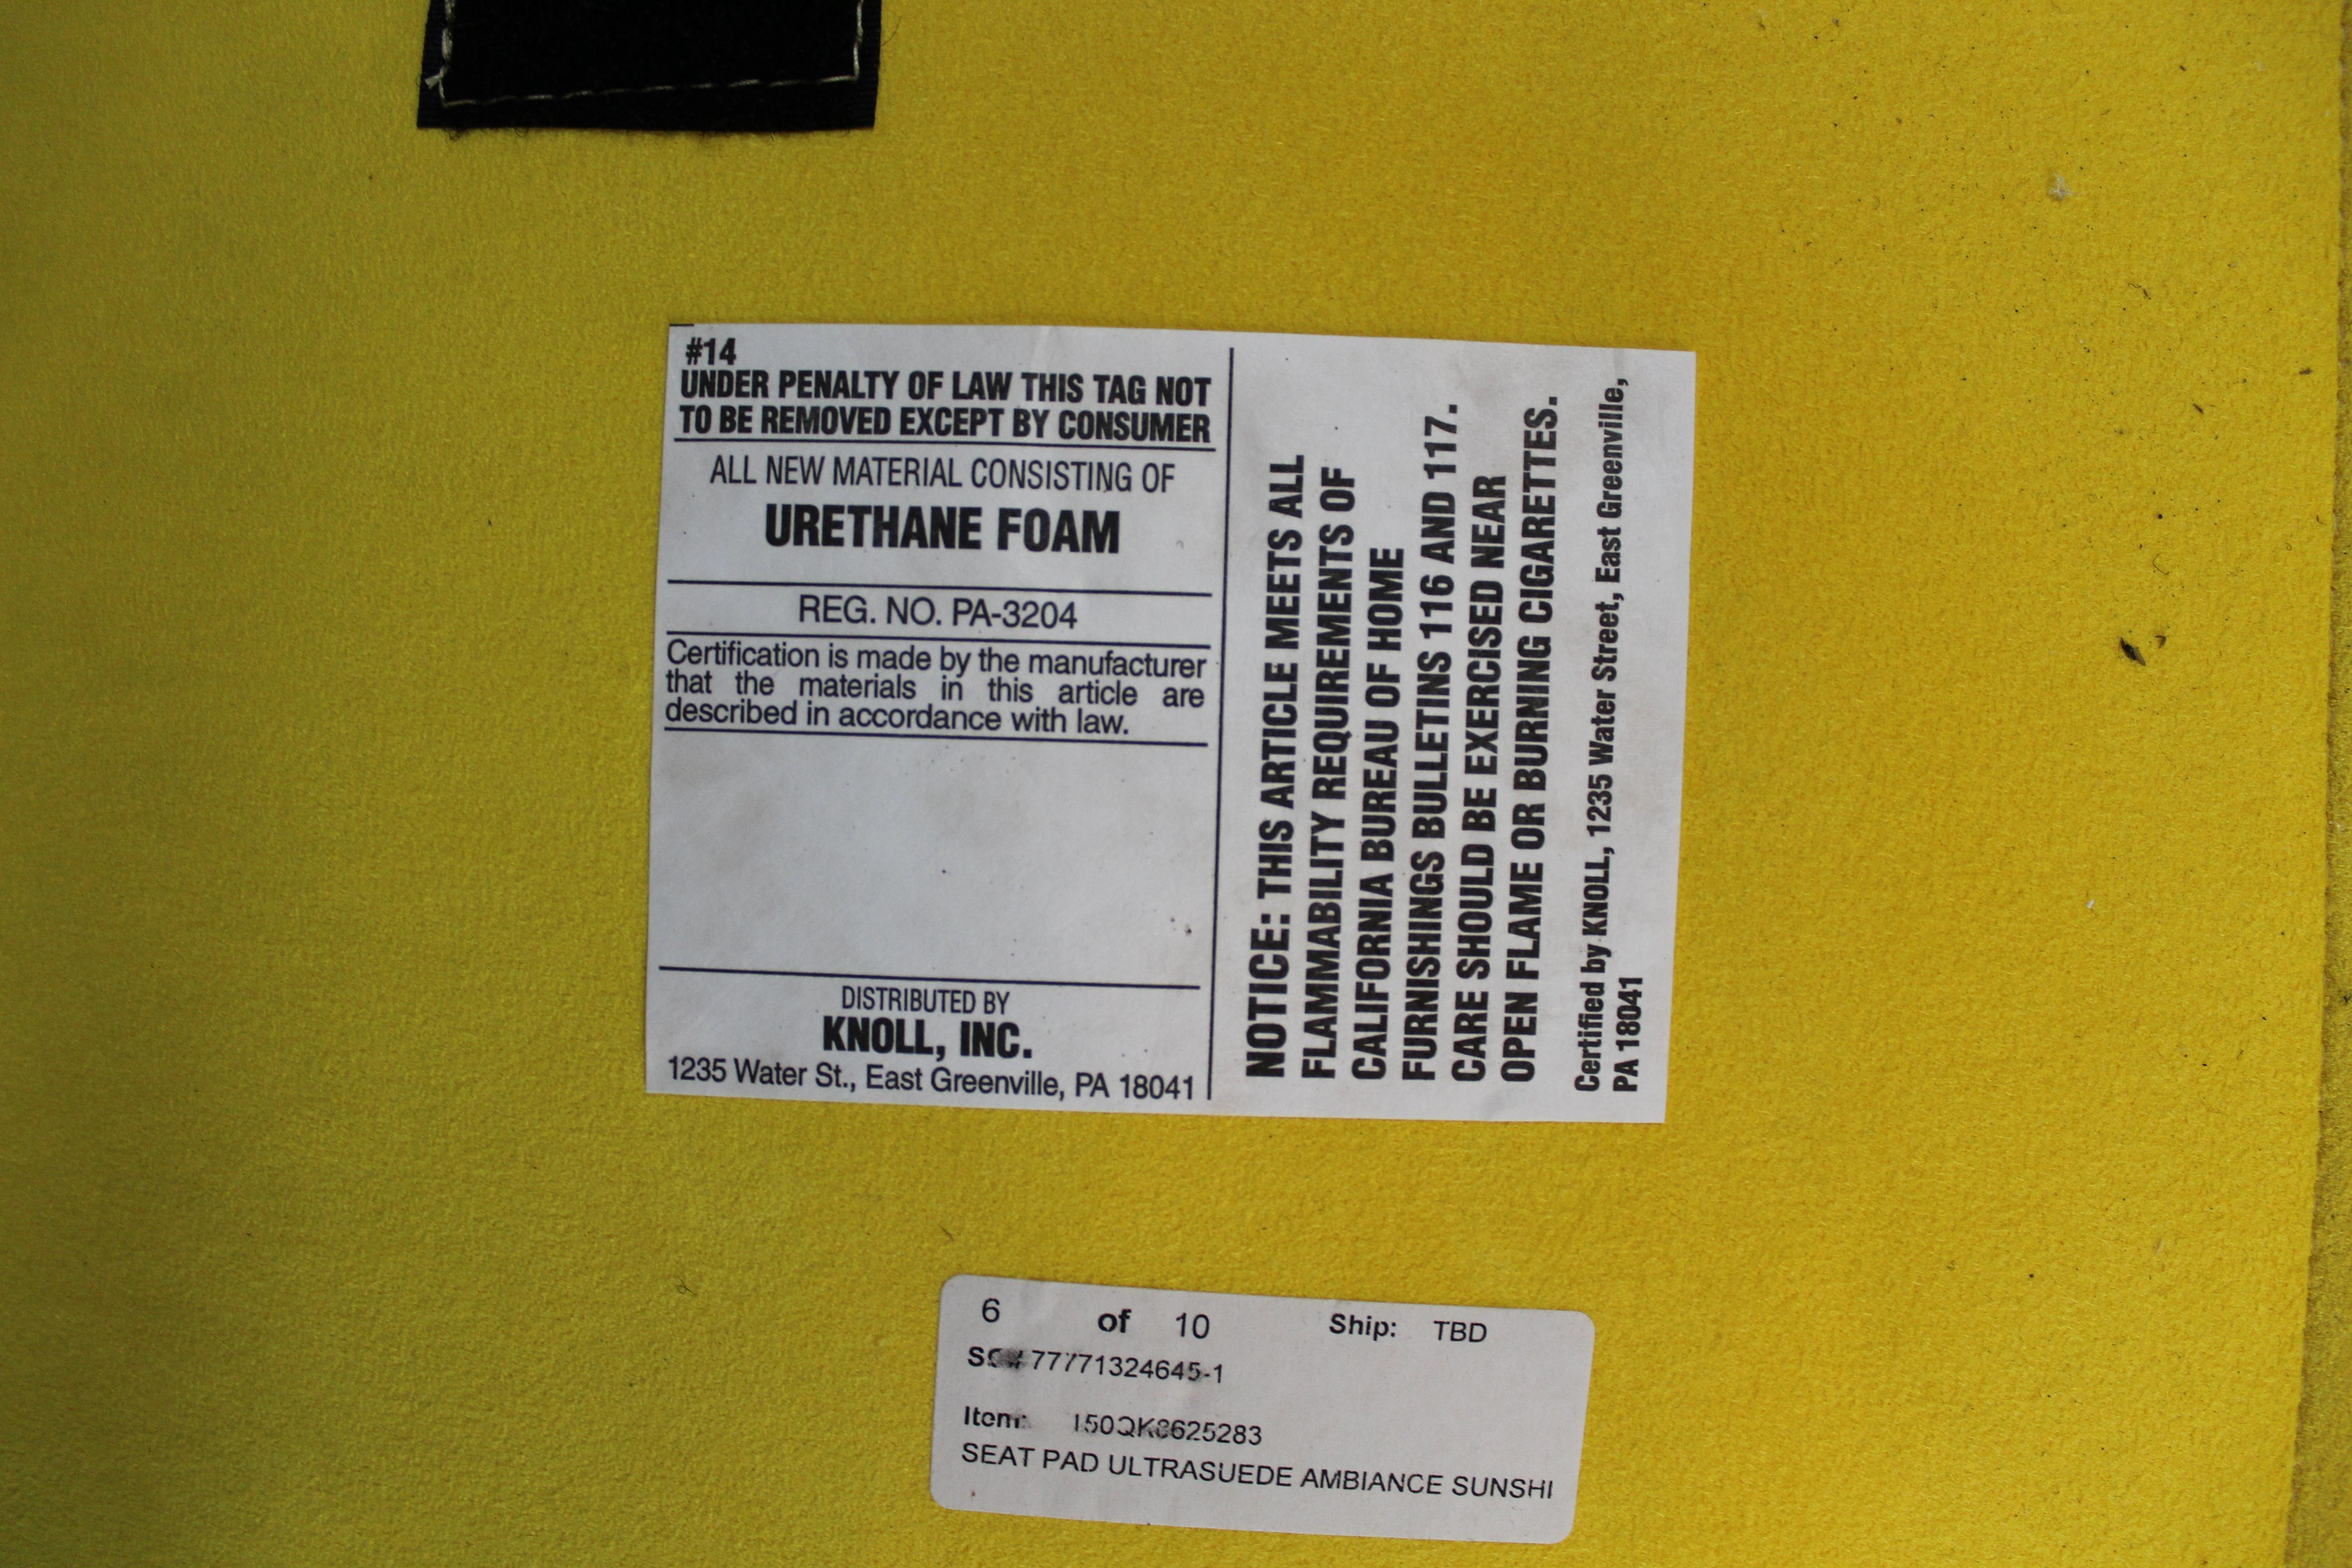 #14
UNDER PENALTY OF LAW THIS TAG NOT
TO BE REMOVED EXCEPT BY CONSUMER
ALL NEW MATERIAL CONSISTING OF
URETHANE FOAM
REG. NO. PA-3204
Certification is made by the manufacturer
that the materials in this article are
described in accordance with law.
DISTRIBUTED BY
KNOLL, INC.
1235 Water St., East Greenville, PA 18041
NOTICE: THIS ARTICLE MEETS ALL
FLAMMABILITY REQUIREMENTS OF
CALIFORNIA BUREAU OF HOME
FURNISHINGS BULLETINS 116 AND 117.
CARE SHOULD BE EXERCISED NEAR
OPEN FLAME OR BURNING CIGARETTES.
Certified by KNOLL, 1235 Water Street, East Greenville,
PA 18041
6 of 10 Ship: TBD
77771324645-1
Item:
SEAT PAD ULTRASUEDE AMBIANCE SUNSHI